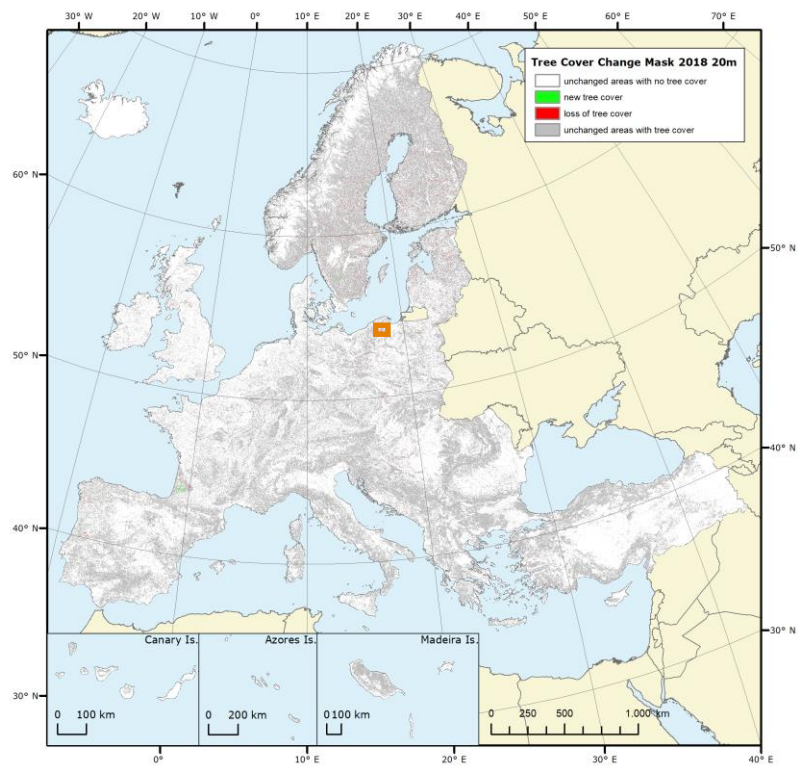 30° W 20° W 10° W 0° 10° E 20° E 30° E 40° E 50° E 60° E 70° E
Tree Cover Change Mask 2018 20m
unchanged areas with no tree cover
new tree cover
loss of tree cover
unchanged areas with tree cover
60° N
50° N
50° N
40° N
40° N
30° N
30° N
Canary Is.
Azores Is.
Madeira Is.
0 100 km
0 200 km
0 100 km
0 250 500 1.000 km
0° 10° E 20° E 30° E 40° E